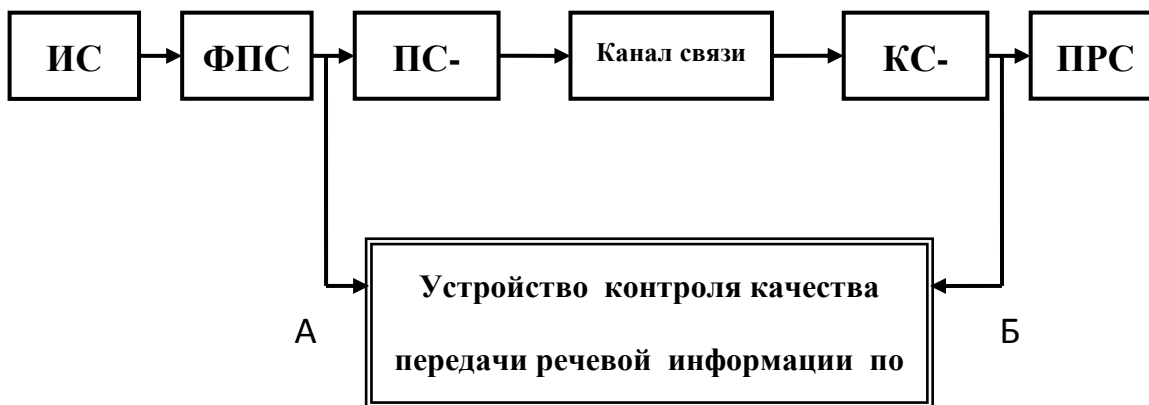 ИС
ФПС
ПС-
Канал связи
КС-
ПРС
Устройство контроля качества
А
Б
передачи речевой информации по